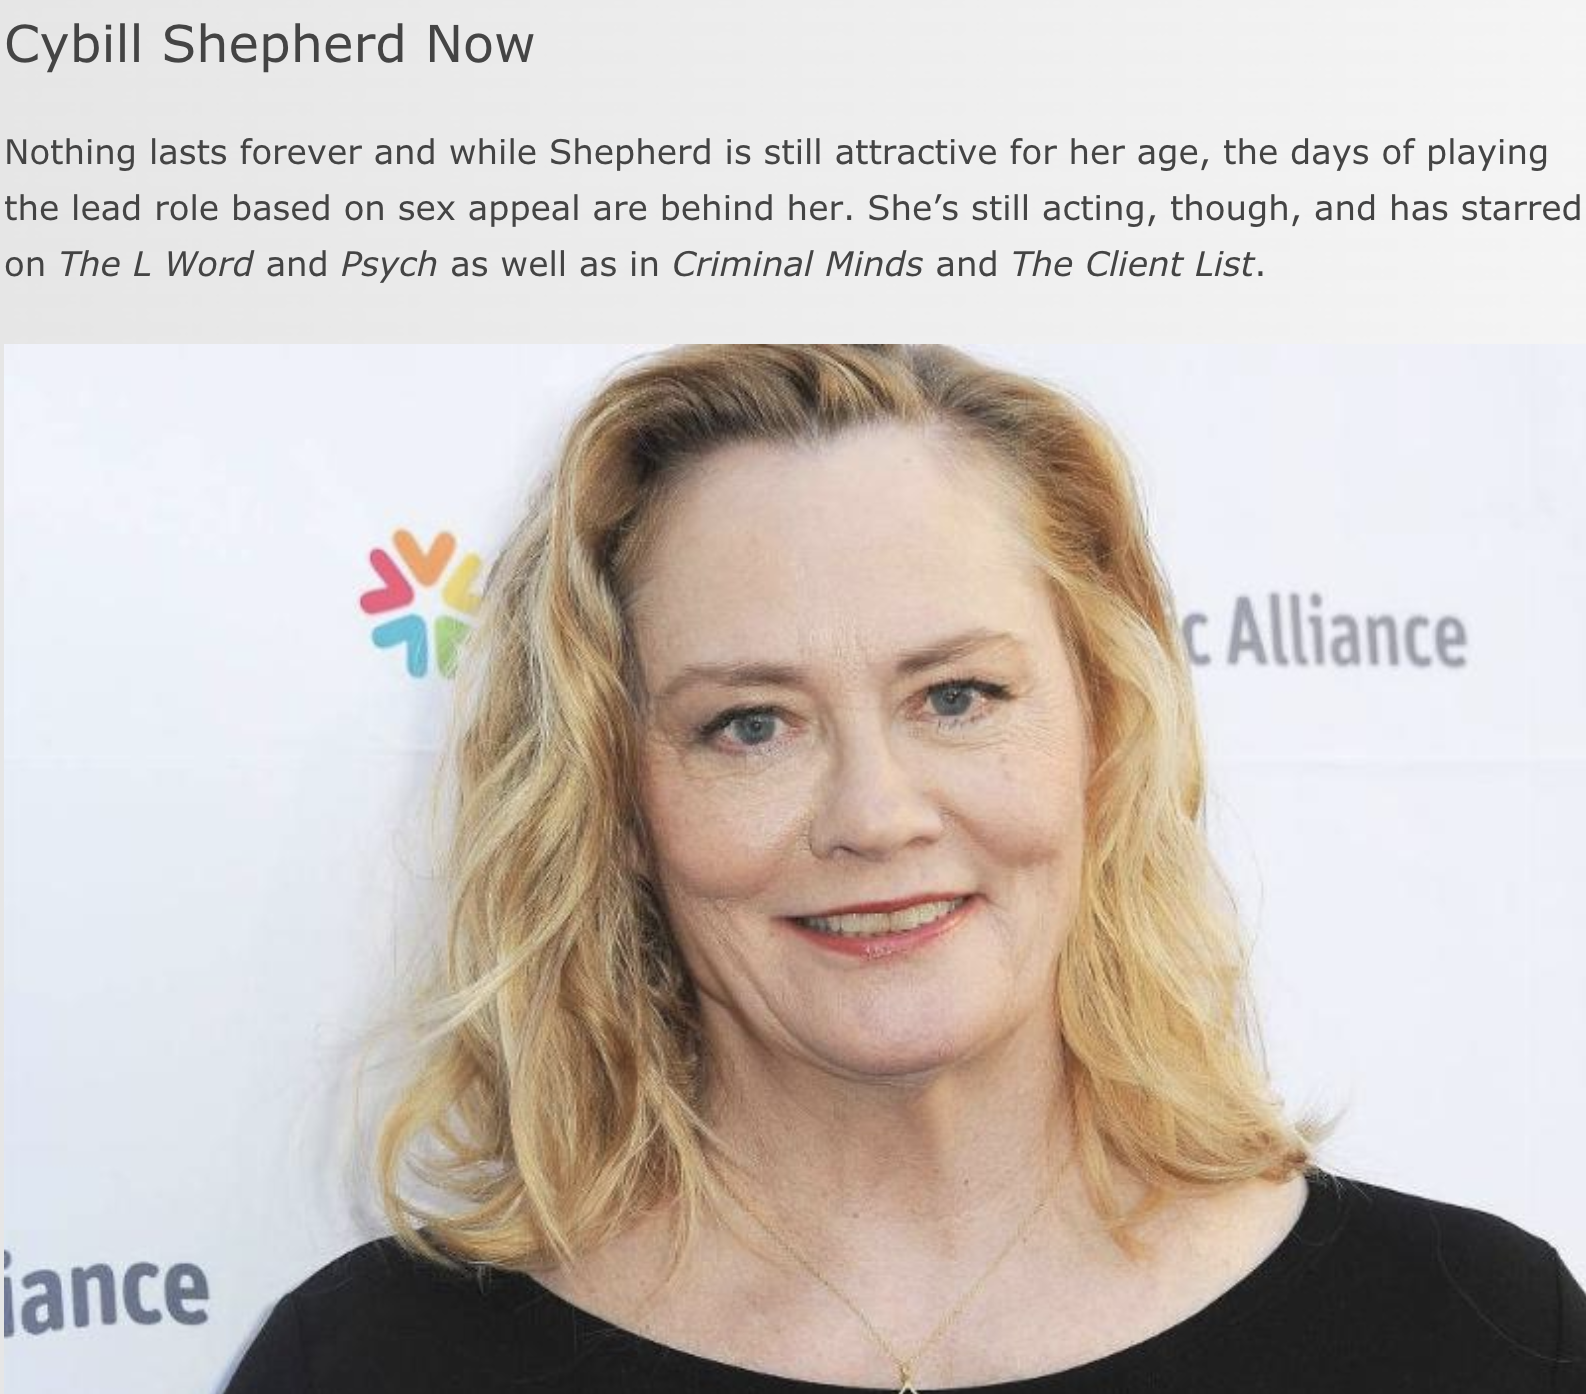 Cybill Shepherd Now
Nothing lasts forever and while Shepherd is still attractive for her age, the days of playing
the lead role based on sex appeal are behind her. She’s still acting, though, and has starred
on The L Word and Psych as well as in Criminal Minds and The Client List.
c Alliance
iance